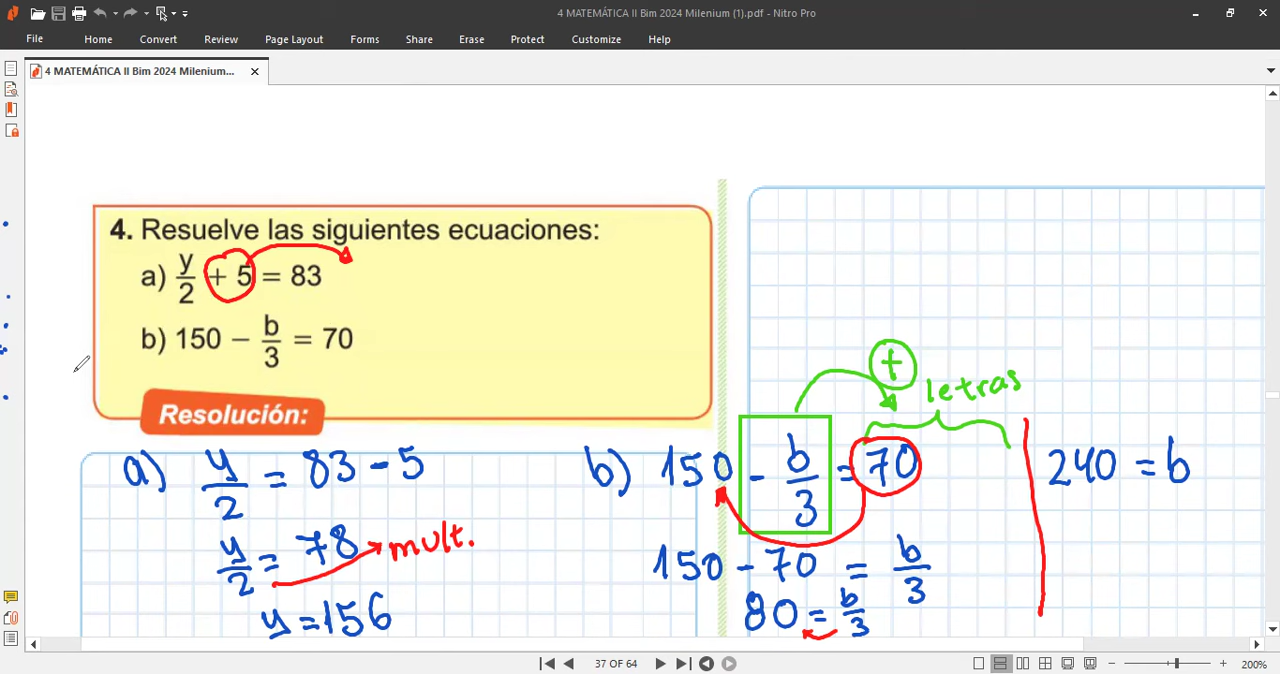 4 MATEMÁTICA II Bim 2024 Milenium (1).pdf - Nitro Pro
File Home Convert Review Page Layout Forms Share Erase Protect Customize Help
4 MATEMÁTICA II Bim 2024 Milenium...
4. Resuelve las siguientes ecuaciones:
a) y/2 + 5 = 83
b) 150 − b/3 = 70
Resolución:
a) y/2 = 83 - 5
y/2 = 78 mult.
y = 156
+
letras
b) 150 - b/3 = 70
150 - 70 = b/3
80 = b/3
240 = b
37 OF 64
200%